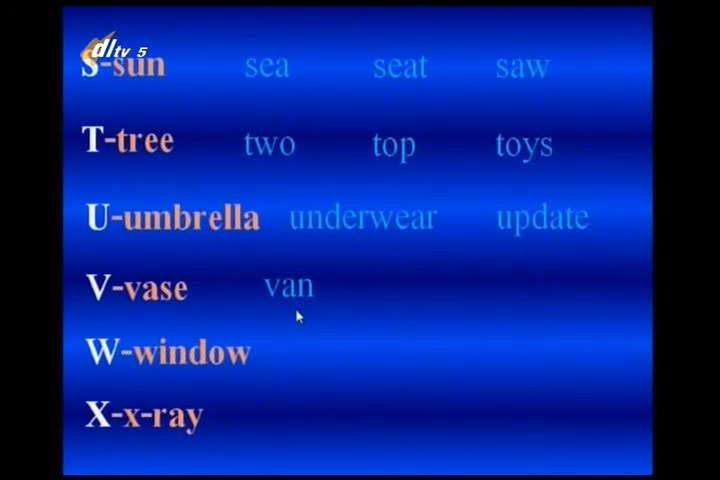 dltv 5
S-sun sea seat saw
T-tree two top toys
U-umbrella underwear update
V-vase van
W-window
X-x-ray